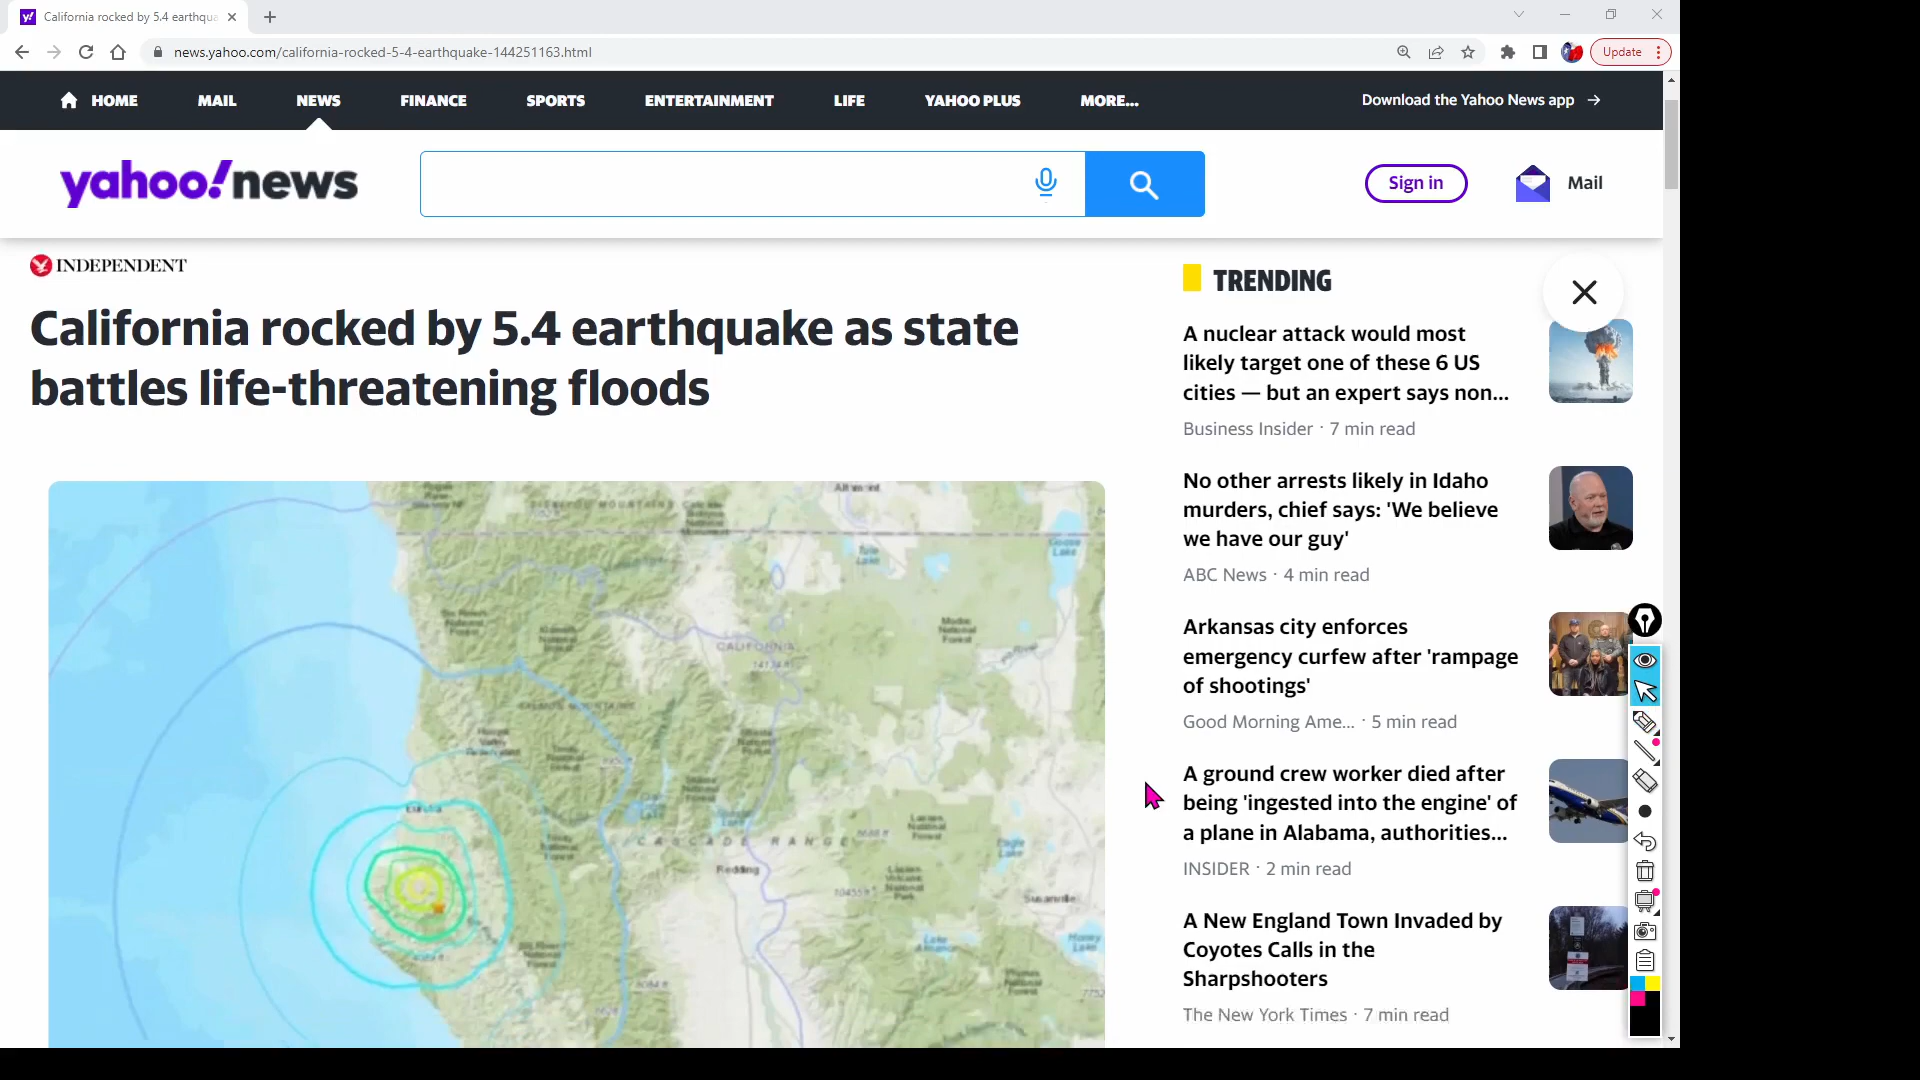 California rocked by 5.4 earthqua
news.yahoo.com/california-rocked-5-4-earthquake-144251163.html
Update
HOME MAIL NEWS FINANCE SPORTS ENTERTAINMENT LIFE YAHOO PLUS MORE... Download the Yahoo News app →
yahoo!news
Sign in
Mail
INDEPENDENT
California rocked by 5.4 earthquake as state
battles life-threatening floods
CALIFORNIA
CASCADE RANGE
Redding
Susanville
TRENDING
A nuclear attack would most
likely target one of these 6 US
cities — but an expert says non...
Business Insider · 7 min read
No other arrests likely in Idaho
murders, chief says: 'We believe
we have our guy'
ABC News · 4 min read
Arkansas city enforces
emergency curfew after 'rampage
of shootings'
Good Morning Ame... · 5 min read
A ground crew worker died after
being 'ingested into the engine' of
a plane in Alabama, authorities...
INSIDER · 2 min read
A New England Town Invaded by
Coyotes Calls in the
Sharpshooters
The New York Times · 7 min read